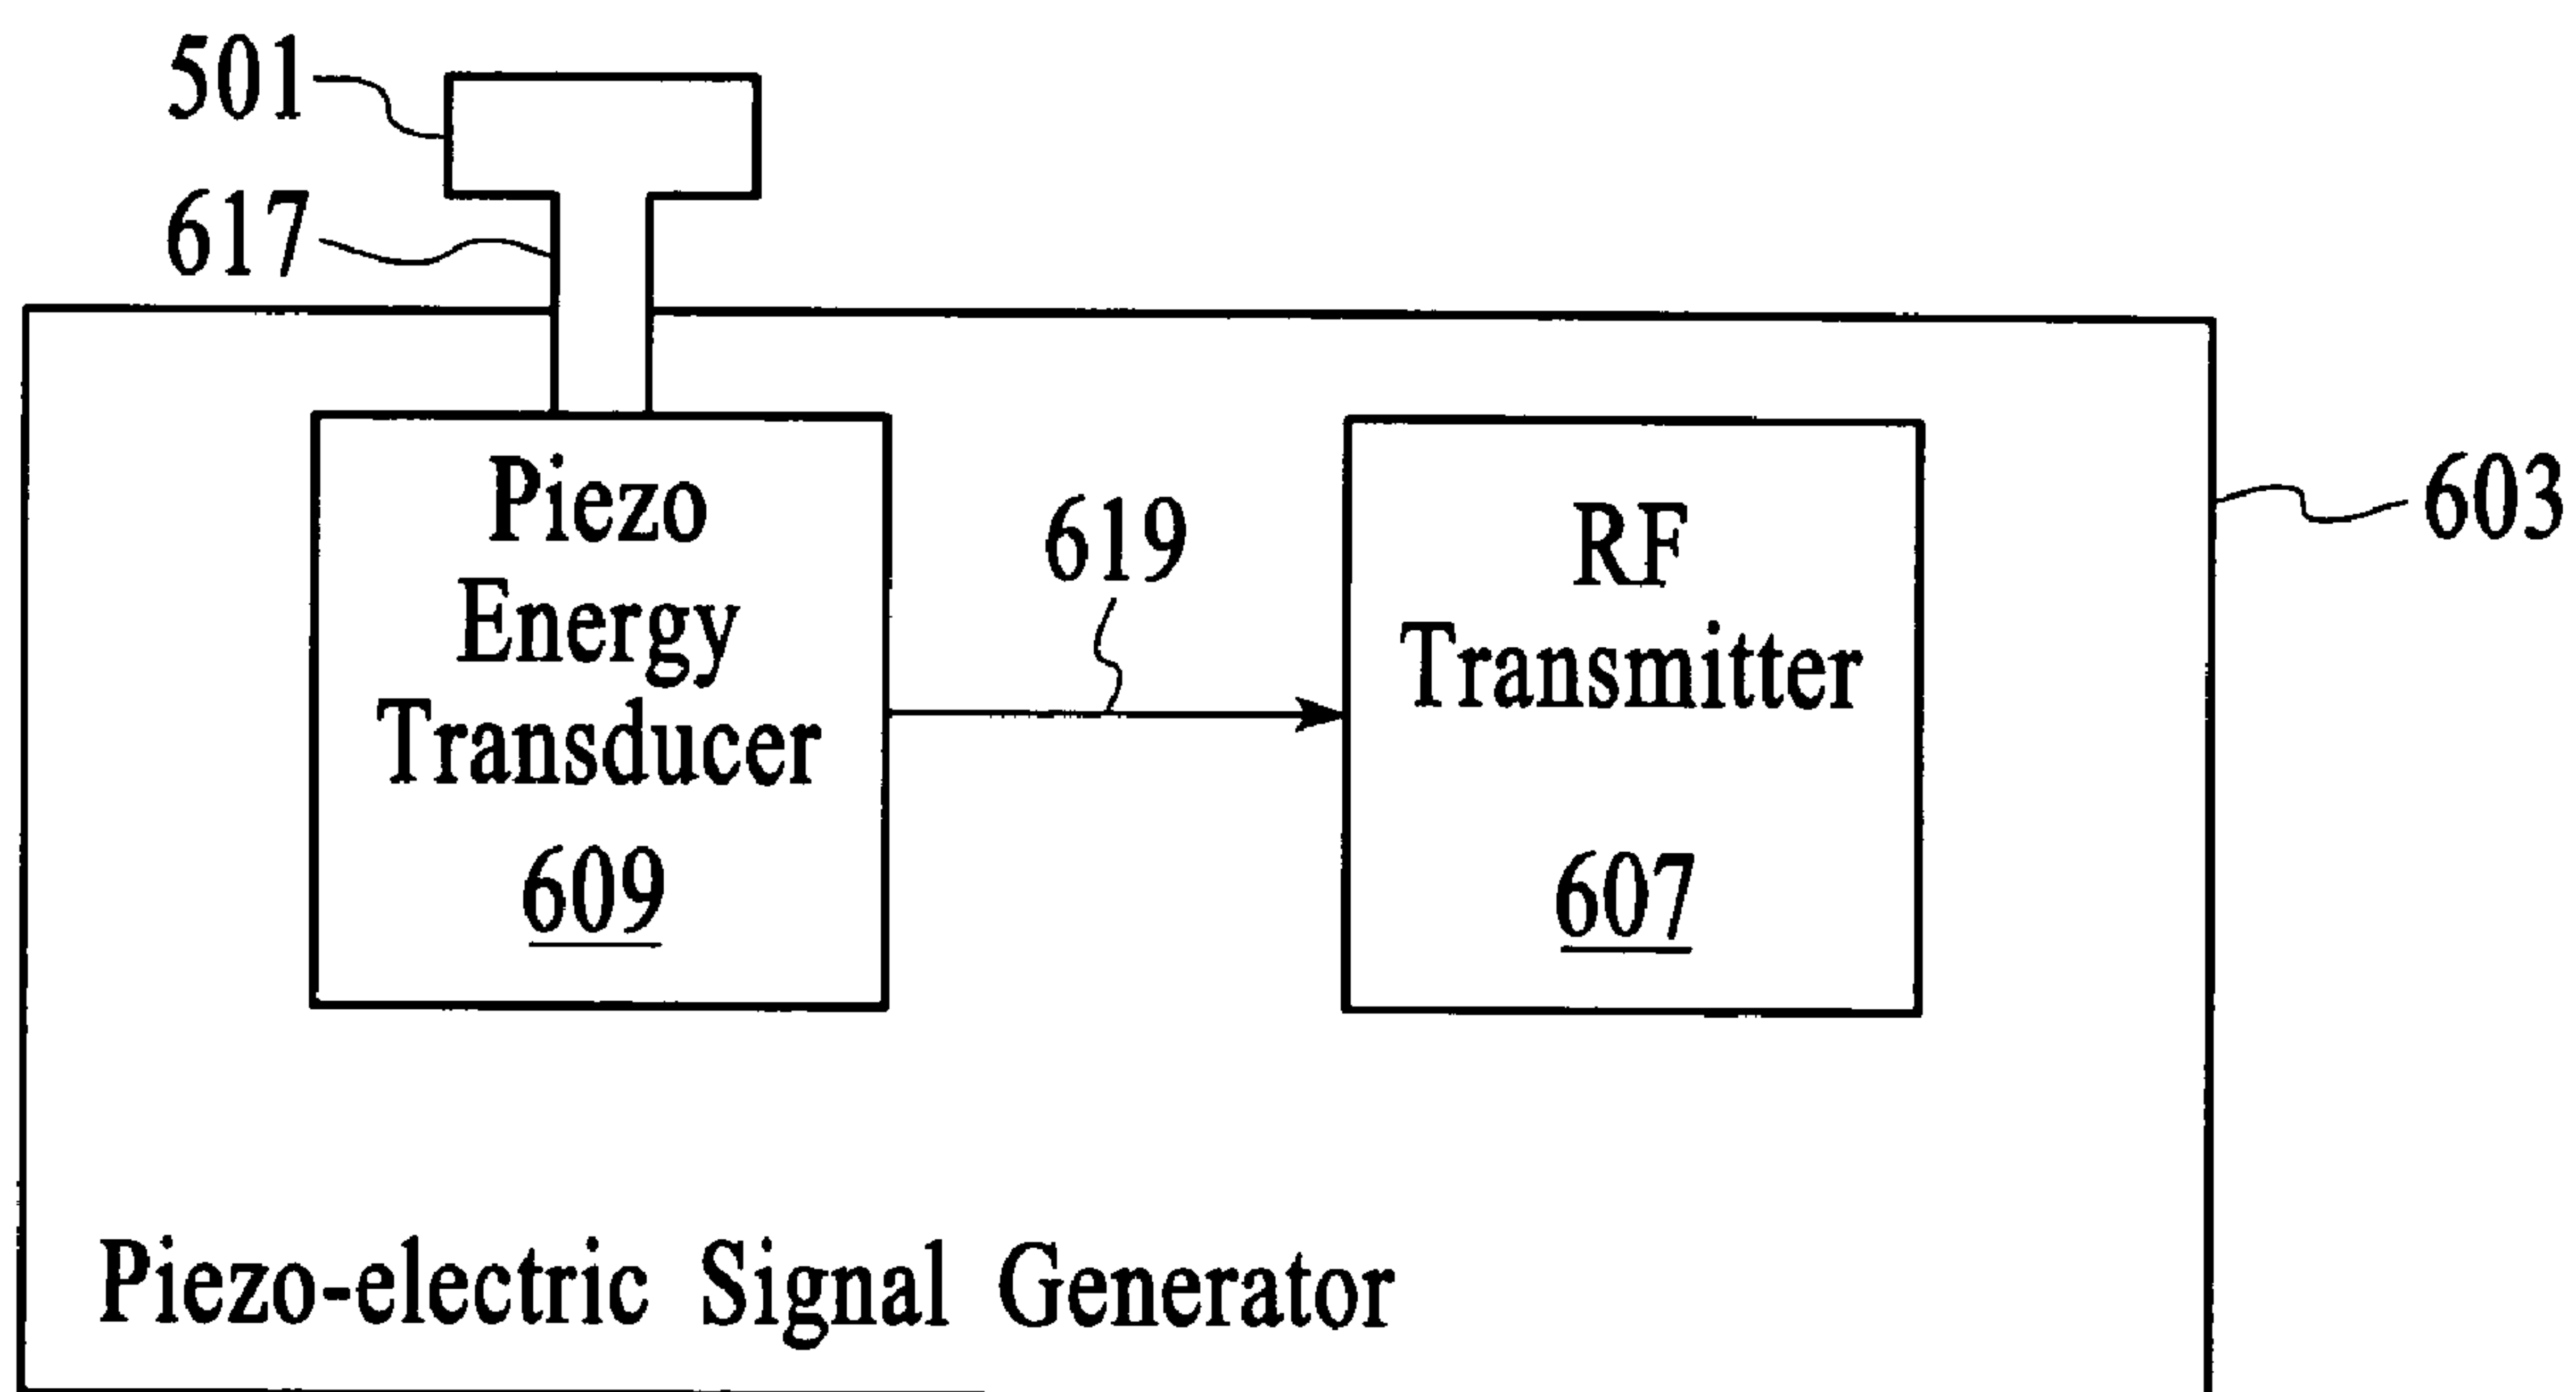 501
617
603
Piezo
Energy
Transducer
609
619
RF
Transmitter
607
Piezo-electric Signal Generator